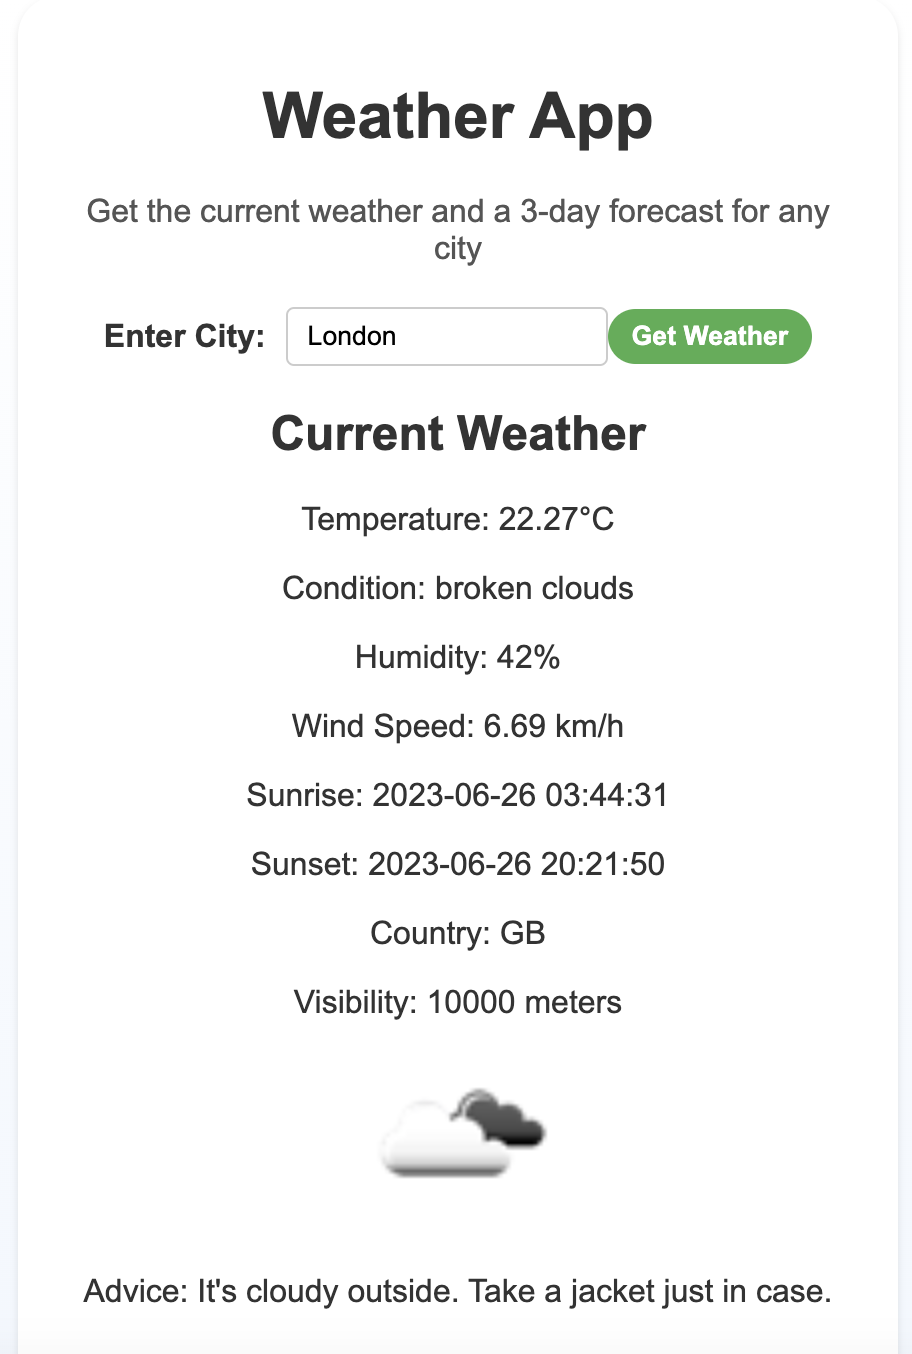 Weather App
Get the current weather and a 3-day forecast for any
city
Enter City: London Get Weather
Current Weather
Temperature: 22.27°C
Condition: broken clouds
Humidity: 42%
Wind Speed: 6.69 km/h
Sunrise: 2023-06-26 03:44:31
Sunset: 2023-06-26 20:21:50
Country: GB
Visibility: 10000 meters
Advice: It's cloudy outside. Take a jacket just in case.